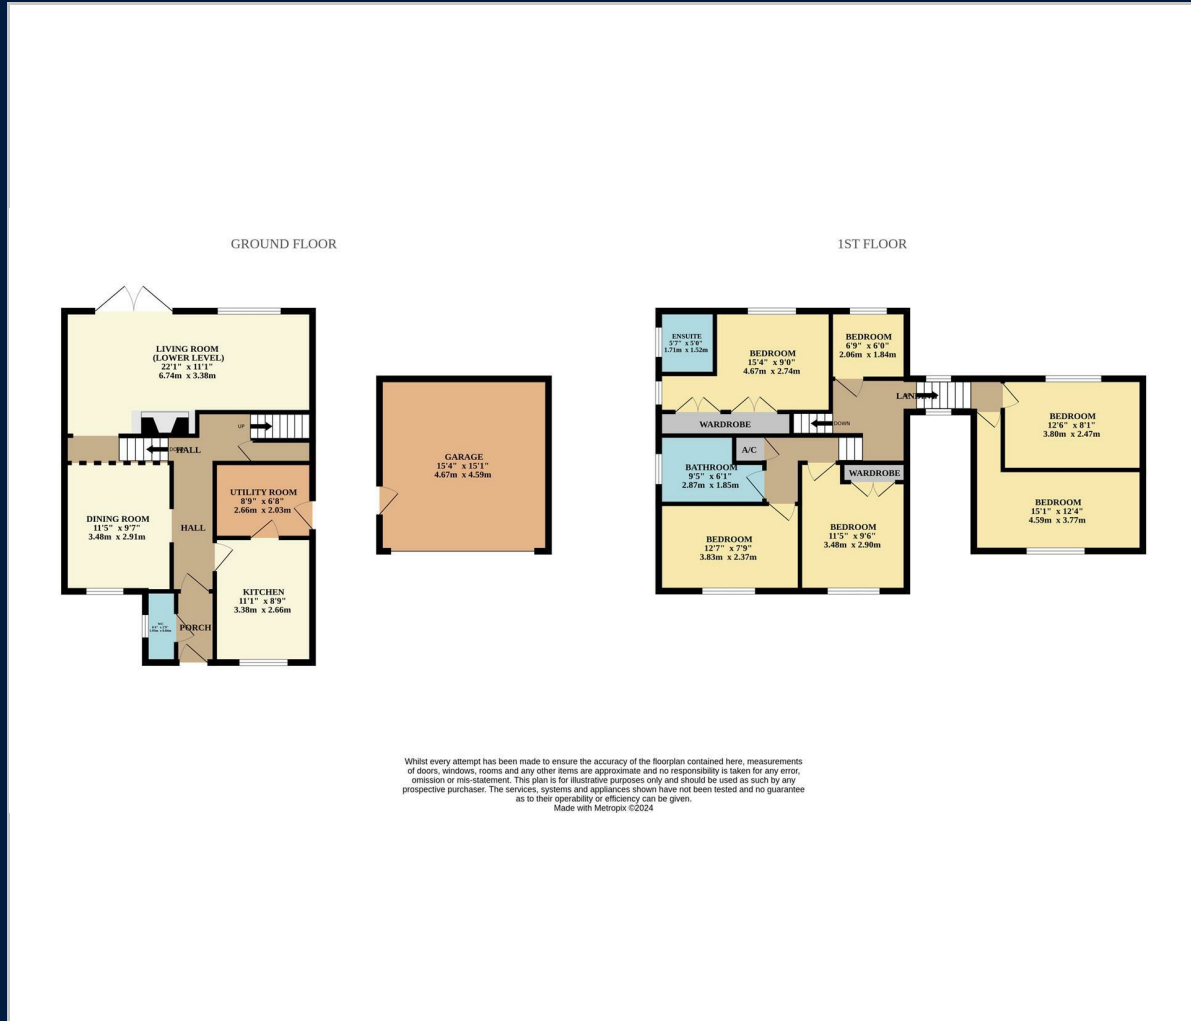 GROUND FLOOR
LIVING ROOM
(LOWER LEVEL)
22'1" x 11'1"
6.74m x 3.38m
UP
DOWN
HALL
UTILITY ROOM
8'9" x 6'8"
2.66m x 2.03m
DINING ROOM
11'5" x 9'7"
3.48m x 2.91m
HALL
KITCHEN
11'1" x 8'9"
3.38m x 2.66m
PORCH
GARAGE
15'4" x 15'1"
4.67m x 4.59m
1ST FLOOR
ENSUITE
5'7" x 5'0"
1.71m x 1.52m
BEDROOM
15'4" x 9'0"
4.67m x 2.74m
BEDROOM
6'9" x 6'0"
2.06m x 1.84m
LANDING
WARDROBE
DOWN
BEDROOM
12'6" x 8'1"
3.80m x 2.47m
A/C
BATHROOM
9'5" x 6'1"
2.87m x 1.85m
WARDROBE
BEDROOM
15'1" x 12'4"
4.59m x 3.77m
BEDROOM
12'7" x 7'9"
3.83m x 2.37m
BEDROOM
11'5" x 9'6"
3.48m x 2.90m
Whilst every attempt has been made to ensure the accuracy of the floorplan contained here, measurements
of doors, windows, rooms and any other items are approximate and no responsibility is taken for any error,
omission or mis-statement. This plan is for illustrative purposes only and should be used as such by any
prospective purchaser. The services, systems and appliances shown have not been tested and no guarantee
as to their operability or efficiency can be given.
Made with Metropix ©2024